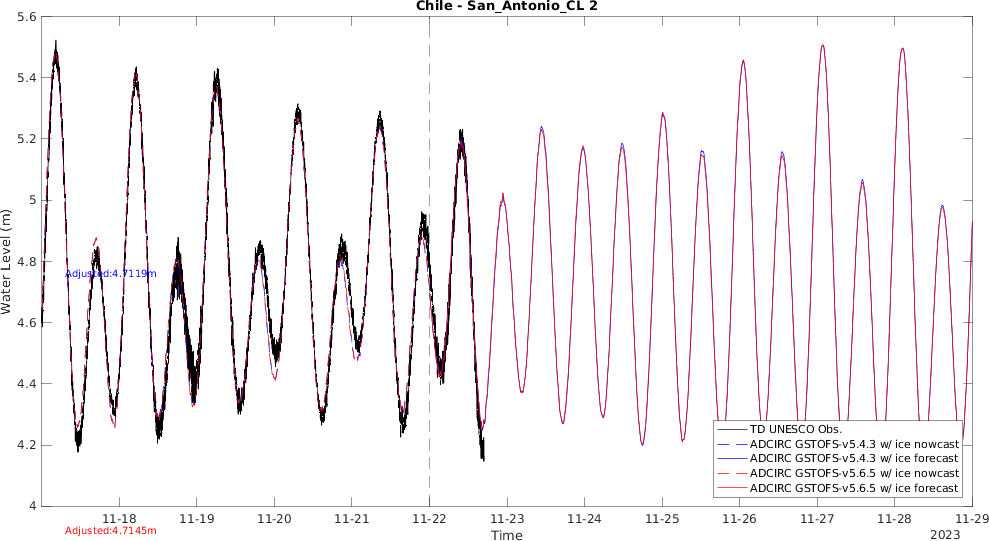 Chile - San_Antonio_CL 2
5.6
5.4
5.2
5
4.8
4.6
4.4
4.2
4
Water Level (m)
Adjusted:4.7119m
TD UNESCO Obs.
ADCIRC GSTOFS-v5.4.3 w/ ice nowcast
ADCIRC GSTOFS-v5.4.3 w/ ice forecast
ADCIRC GSTOFS-v5.6.5 w/ ice nowcast
ADCIRC GSTOFS-v5.6.5 w/ ice forecast
11-18 11-19 11-20 11-21 11-22 11-23 11-24 11-25 11-26 11-27 11-28 11-29
Adjusted:4.7145m
Time
2023